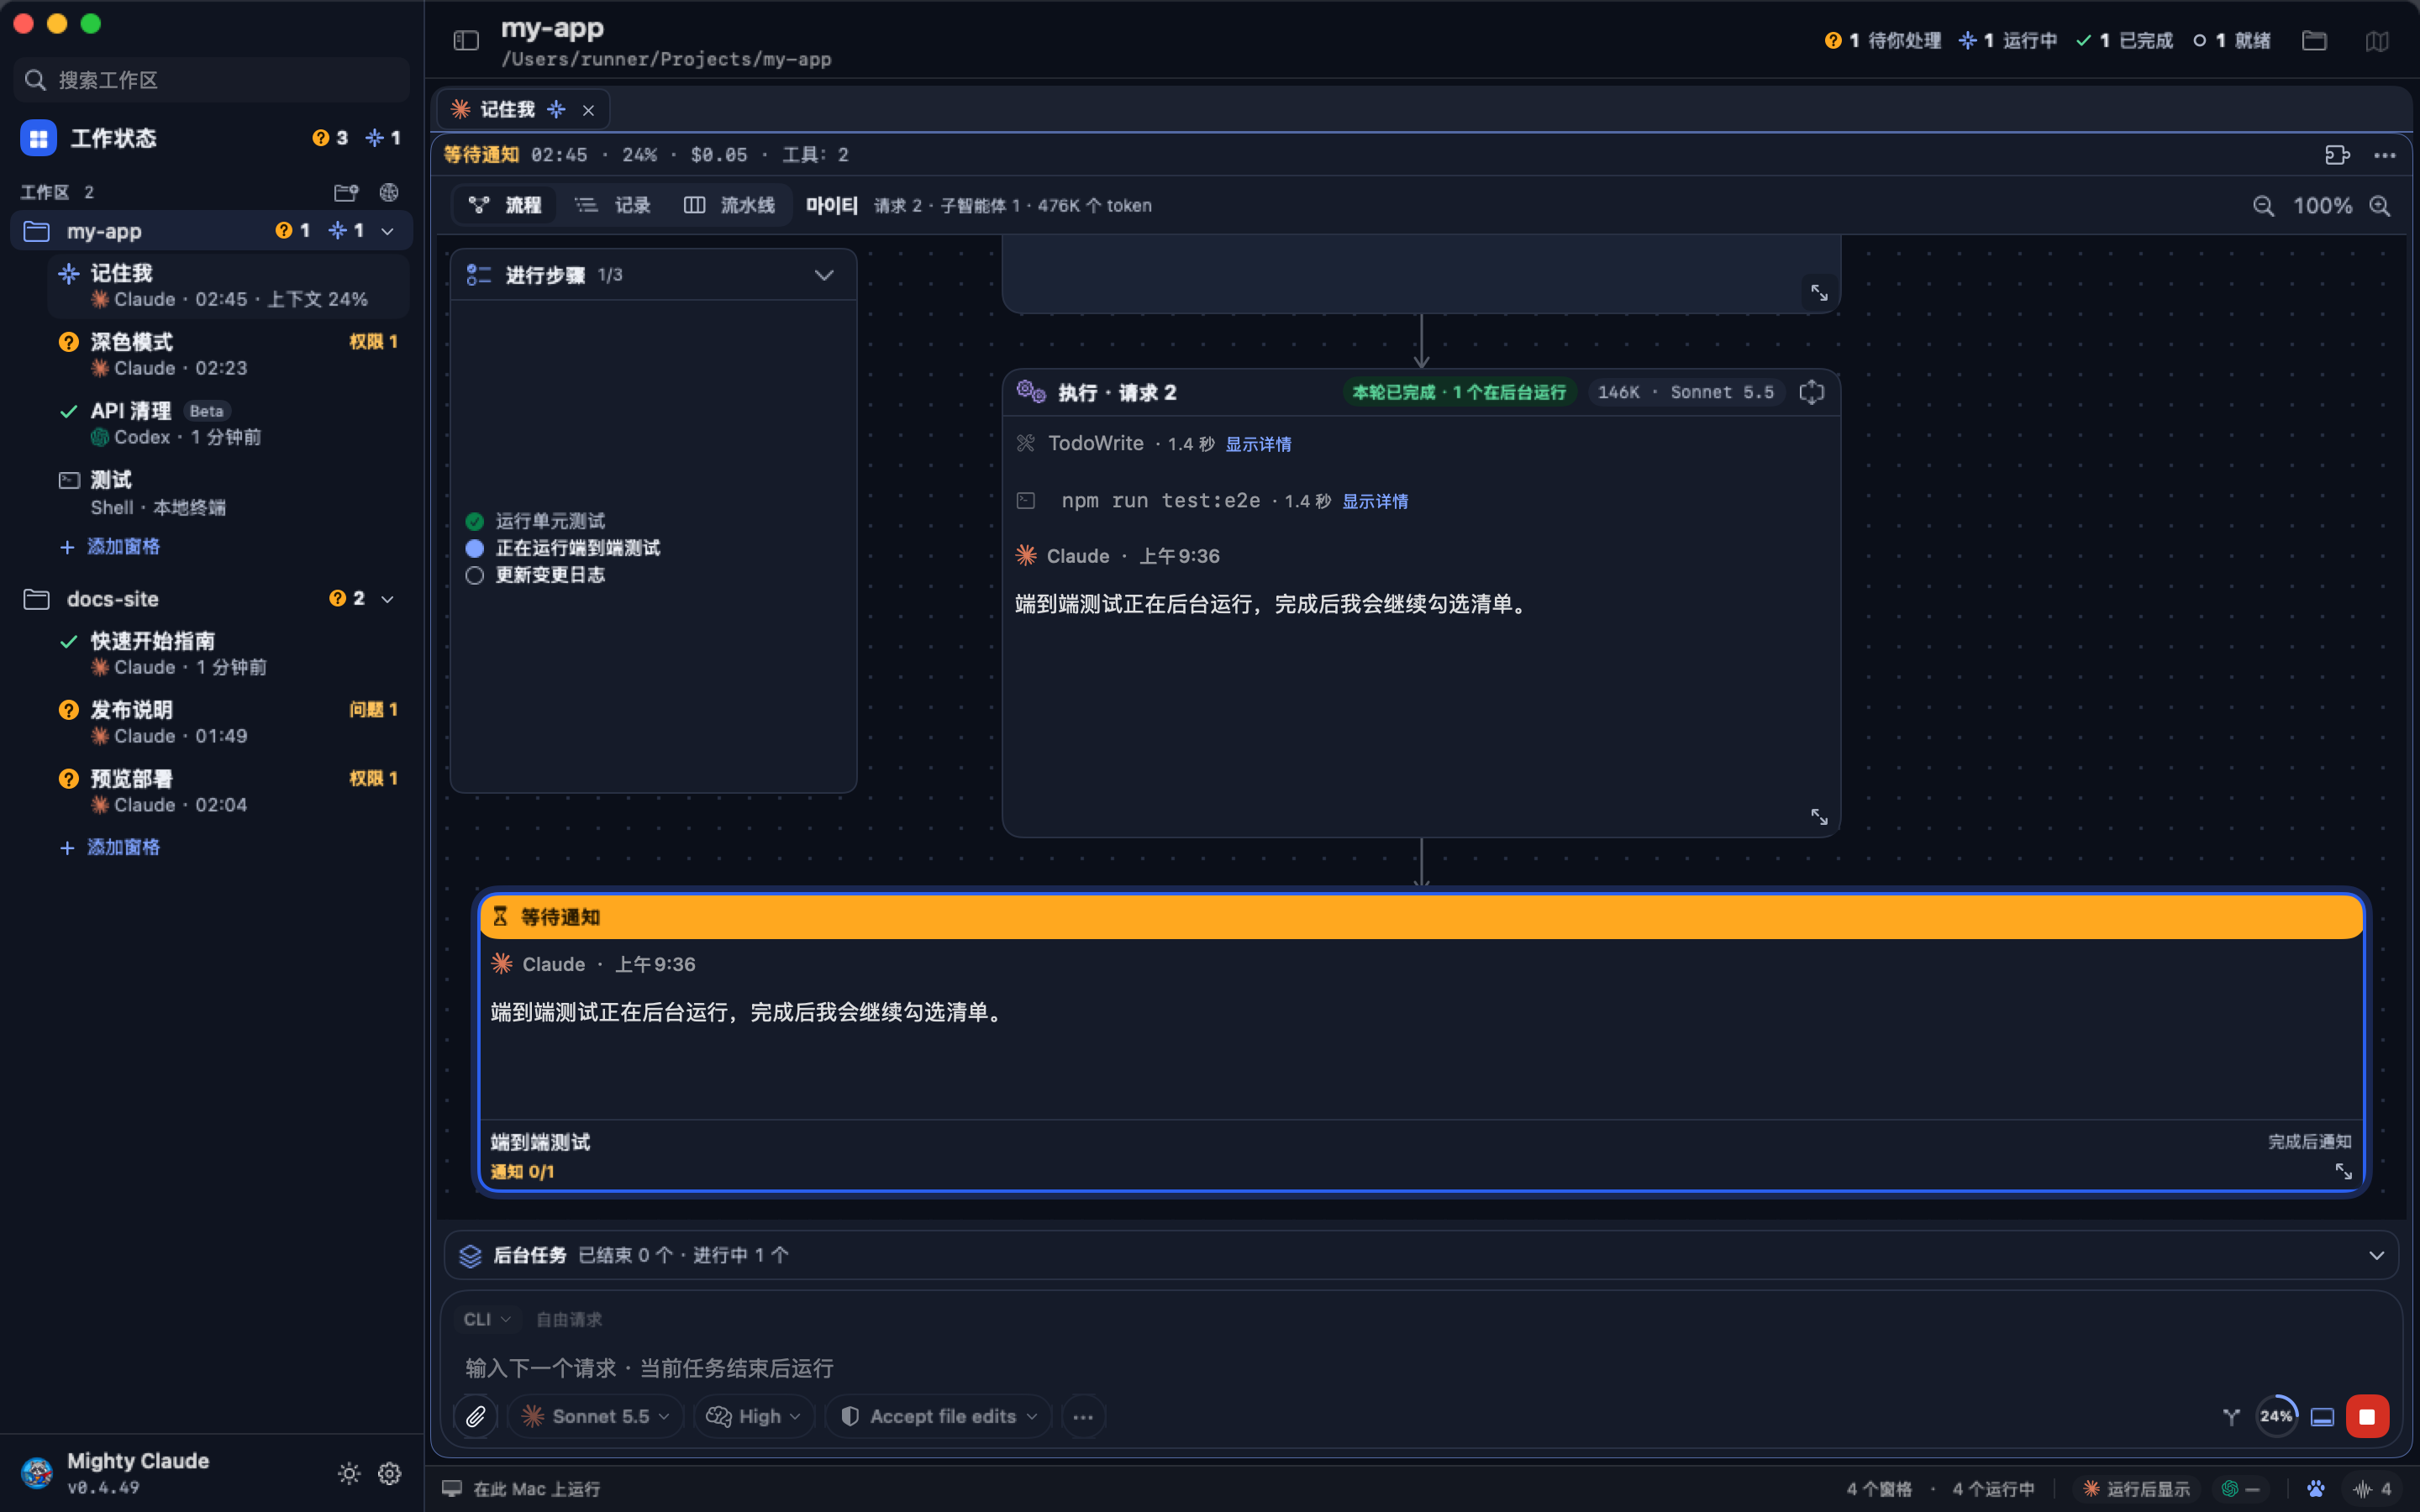 搜索工作区
工作状态 3 1
工作区 2
my-app 1 1
记住我
Claude · 02:45 · 上下文 24%
深色模式 权限 1
Claude · 02:23
API 清理 Beta
Codex · 1 分钟前
测试
Shell · 本地终端
+ 添加窗格
docs-site 2
快速开始指南
Claude · 1 分钟前
发布说明 问题 1
Claude · 01:49
预览部署 权限 1
Claude · 02:04
+ 添加窗格
Mighty Claude
v0.4.49
my-app
/Users/runner/Projects/my-app
1 待你处理 1 运行中 1 已完成 1 就绪
记住我
等待通知 02:45 · 24% · $0.05 · 工具: 2
流程 记录 流水线 마이티 请求 2 · 子智能体 1 · 476K 个 token
100%
进行步骤 1/3
运行单元测试
正在运行端到端测试
更新变更日志
执行 · 请求 2 本轮已完成 · 1 个在后台运行 146K · Sonnet 5.5
TodoWrite · 1.4 秒 显示详情
npm run test:e2e · 1.4 秒 显示详情
Claude · 上午9:36
端到端测试正在后台运行，完成后我会继续勾选清单。
等待通知
Claude · 上午9:36
端到端测试正在后台运行，完成后我会继续勾选清单。
端到端测试 完成后通知
通知 0/1
后台任务 已结束 0 个 · 进行中 1 个
CLI 自由请求
输入下一个请求 · 当前任务结束后运行
Sonnet 5.5 High Accept file edits 24%
在此 Mac 上运行 4 个窗格 · 4 个运行中 运行后显示 — 4